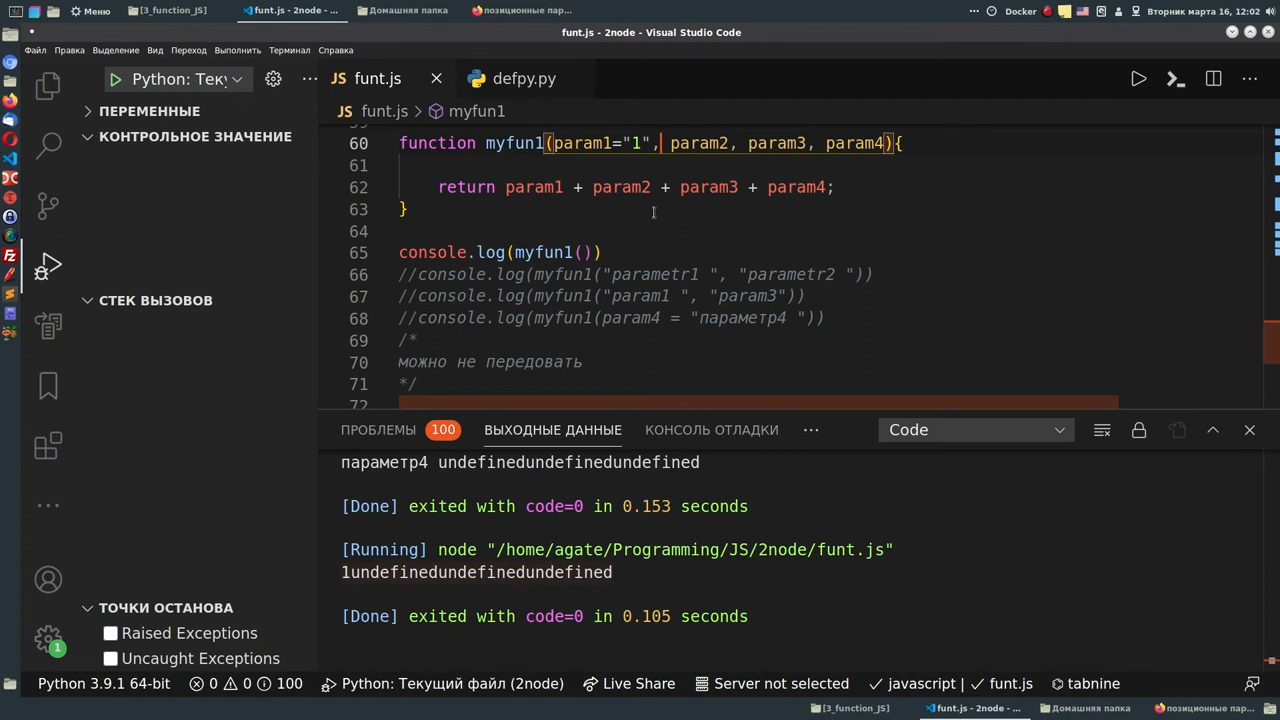 Меню
[3_function_JS]
funt.js - 2node - ...
Домашняя папка
позиционные пар...
Docker
Вторник марта 16, 12:02
funt.js - 2node - Visual Studio Code
Файл Правка Выделение Вид Переход Выполнить Терминал Справка
Python: Теку
JS funt.js
defpy.py
JS funt.js > myfun1
ПЕРЕМЕННЫЕ
КОНТРОЛЬНОЕ ЗНАЧЕНИЕ
СТЕК ВЫЗОВОВ
ТОЧКИ ОСТАНОВА
Raised Exceptions
Uncaught Exceptions
1
60 function myfun1(param1="1", param2, param3, param4){
61
62 return param1 + param2 + param3 + param4;
63 }
64
65 console.log(myfun1())
66 //console.log(myfun1("parametr1 ", "parametr2 "))
67 //console.log(myfun1("param1 ", "param3"))
68 //console.log(myfun1(param4 = "параметр4 "))
69 /*
70 можно не передовать
71 */
72
ПРОБЛЕМЫ 100 ВЫХОДНЫЕ ДАННЫЕ КОНСОЛЬ ОТЛАДКИ ... Code
параметр4 undefinedundefinedundefined
[Done] exited with code=0 in 0.153 seconds
[Running] node "/home/agate/Programming/JS/2node/funt.js"
1undefinedundefinedundefined
[Done] exited with code=0 in 0.105 seconds
Python 3.9.1 64-bit 0 0 100 Python: Текущий файл (2node) Live Share Server not selected javascript | funt.js tabnine
[3_function_JS] funt.js - 2node - ... Домашняя папка позиционные пар...